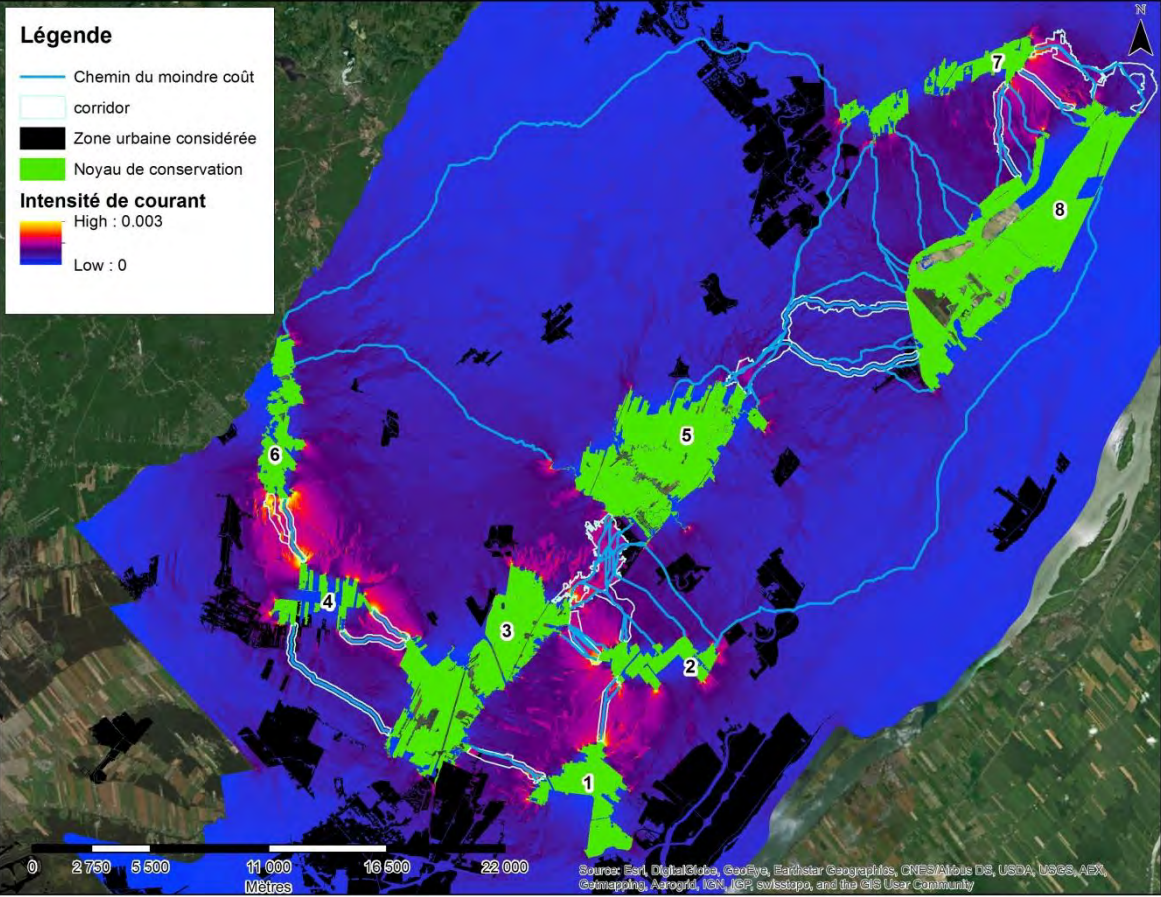 Légende
Chemin du moindre coût
corridor
Zone urbaine considérée
Noyau de conservation
Intensité de courant
High : 0.003
Low : 0
N
7
8
5
6
4
3
2
1
0 2 750 5 500 11 000 16 500 22 000
Mètres
Source: Esri, DigitalGlobe, GeoEye, Earthstar Geographics, CNES/Airbus DS, USDA, USGS, AEX,
Getmapping, Aerogrid, IGN, IGP, swisstopo, and the GIS User Community